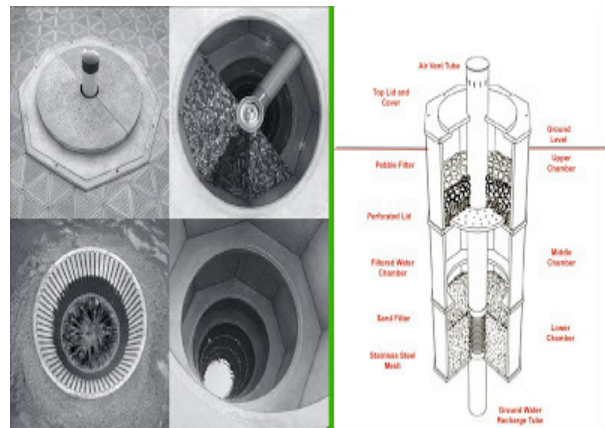 Air Vent Tube
Top Lid and
Cover
Ground
Level
Pebble Filter
Upper
Chamber
Perforated Lid
Filtered Water
Chamber
Middle
Chamber
Sand Filter
Lower
Chamber
Stainless Steel
Mesh
Ground Water
Recharge Tube